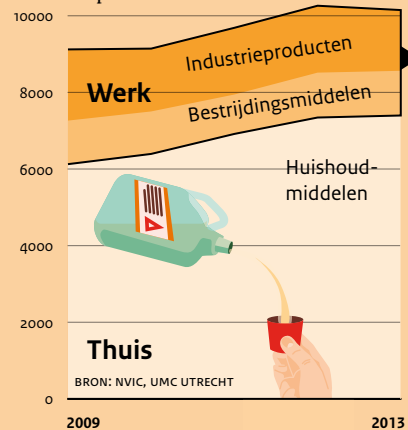 10000
Industrieproducten
8000
Werk
Bestrijdingsmiddelen
6000
Huishoud-
middelen
4000
2000
Thuis
BRON: NVIC, UMC UTRECHT
0
2009
2013